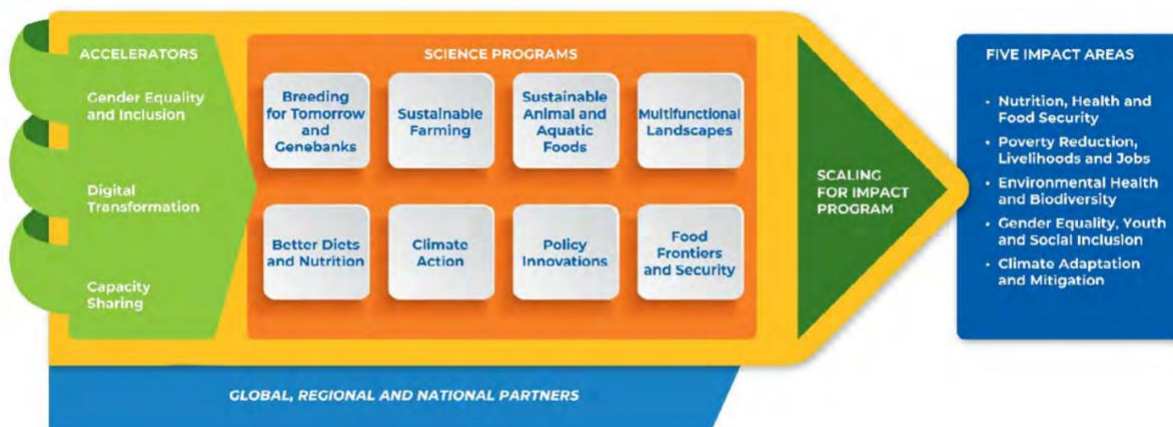 ACCELERATORS
Gender Equality
and Inclusion
Digital
Transformation
Capacity
Sharing
SCIENCE PROGRAMS
Breeding
for Tomorrow
and
Genebanks
Sustainable
Farming
Sustainable
Animal and
Aquatic
Foods
Multifunctional
Landscapes
Better Diets
and Nutrition
Climate
Action
Policy
Innovations
Food
Frontiers
and Security
SCALING
FOR IMPACT
PROGRAM
FIVE IMPACT AREAS
• Nutrition, Health and
Food Security
• Poverty Reduction,
Livelihoods and Jobs
• Environmental Health
and Biodiversity
• Gender Equality, Youth
and Social Inclusion
• Climate Adaptation
and Mitigation
GLOBAL, REGIONAL AND NATIONAL PARTNERS